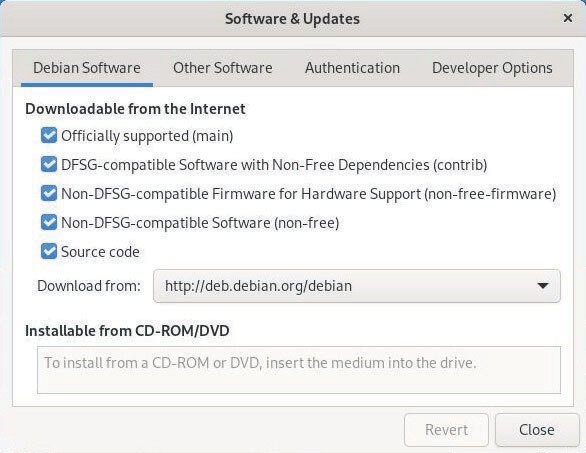 Software & Updates
Debian Software
Other Software
Authentication
Developer Options
Downloadable from the Internet
Officially supported (main)
DFSG-compatible Software with Non-Free Dependencies (contrib)
Non-DFSG-compatible Firmware for Hardware Support (non-free-firmware)
Non-DFSG-compatible Software (non-free)
Source code
Download from: http://deb.debian.org/debian
Installable from CD-ROM/DVD
To install from a CD-ROM or DVD, insert the medium into the drive.
Revert
Close